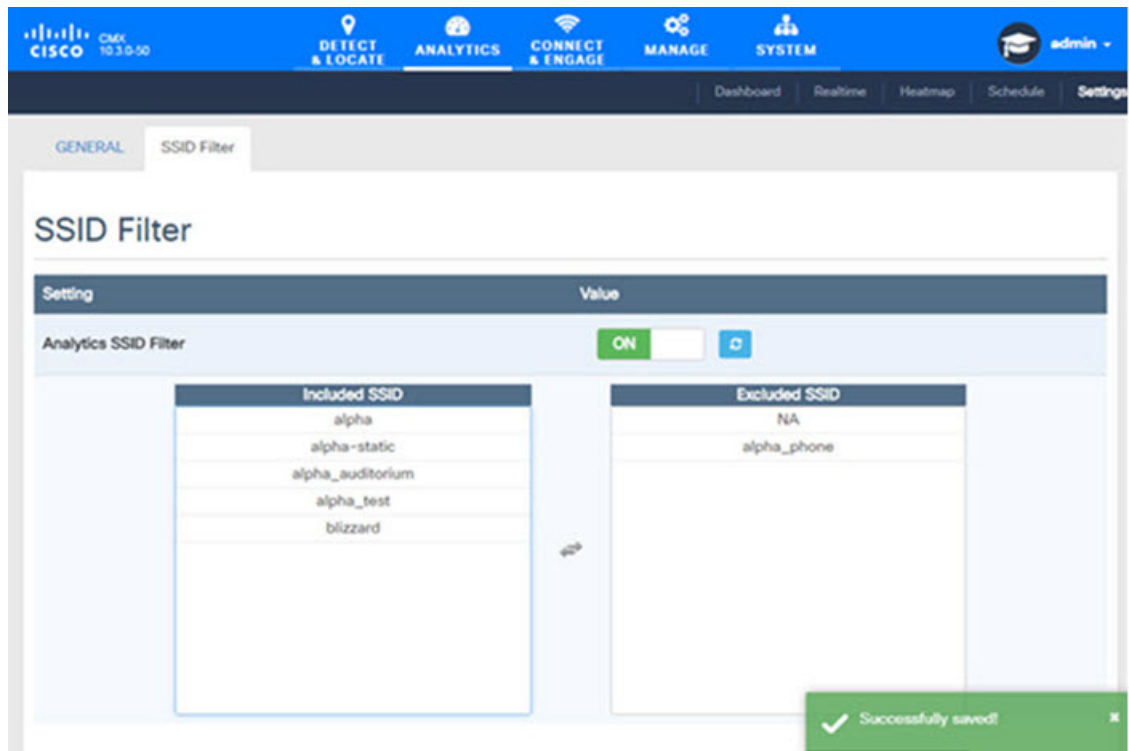 CISCO CMX 10.3.0-50
DETECT & LOCATE
ANALYTICS
CONNECT & ENGAGE
MANAGE
SYSTEM
admin
Dashboard
Realtime
Heatmap
Schedule
Settings
GENERAL
SSID Filter
SSID Filter
Setting Value
Analytics SSID Filter ON
Included SSID
alpha
alpha-static
alpha_auditorium
alpha_test
blizzard
Excluded SSID
NA
alpha_phone
Successfully saved!